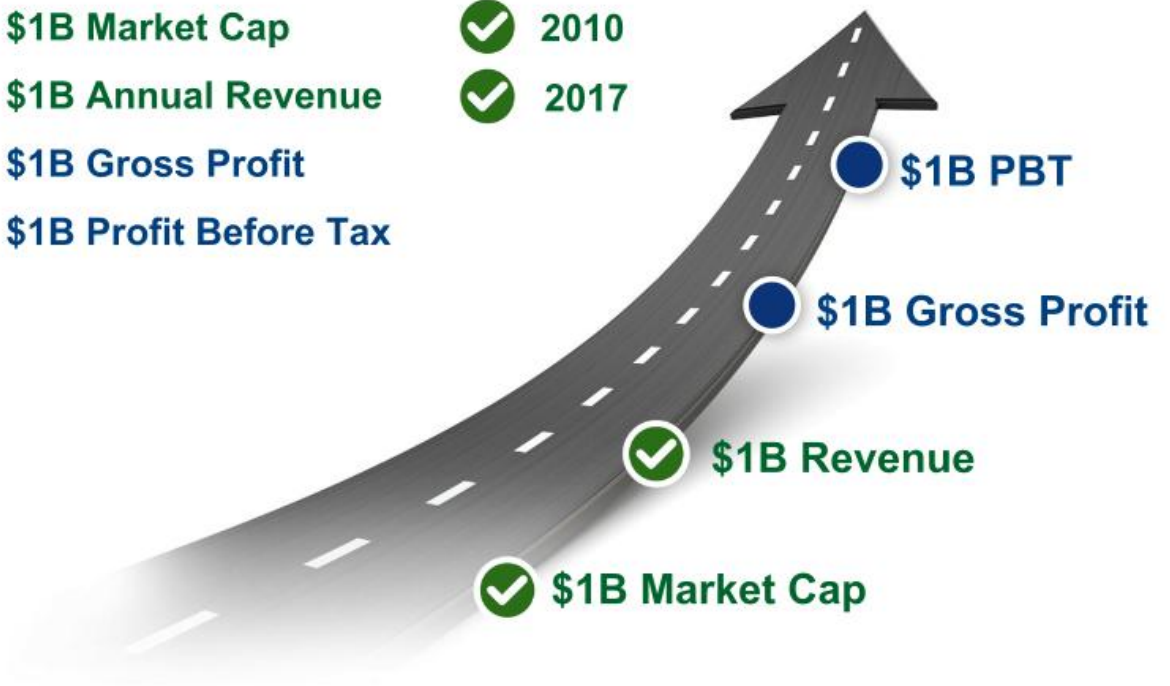 $1B Market Cap 2010
$1B Annual Revenue 2017
$1B Gross Profit
$1B Profit Before Tax
$1B PBT
$1B Gross Profit
$1B Revenue
$1B Market Cap